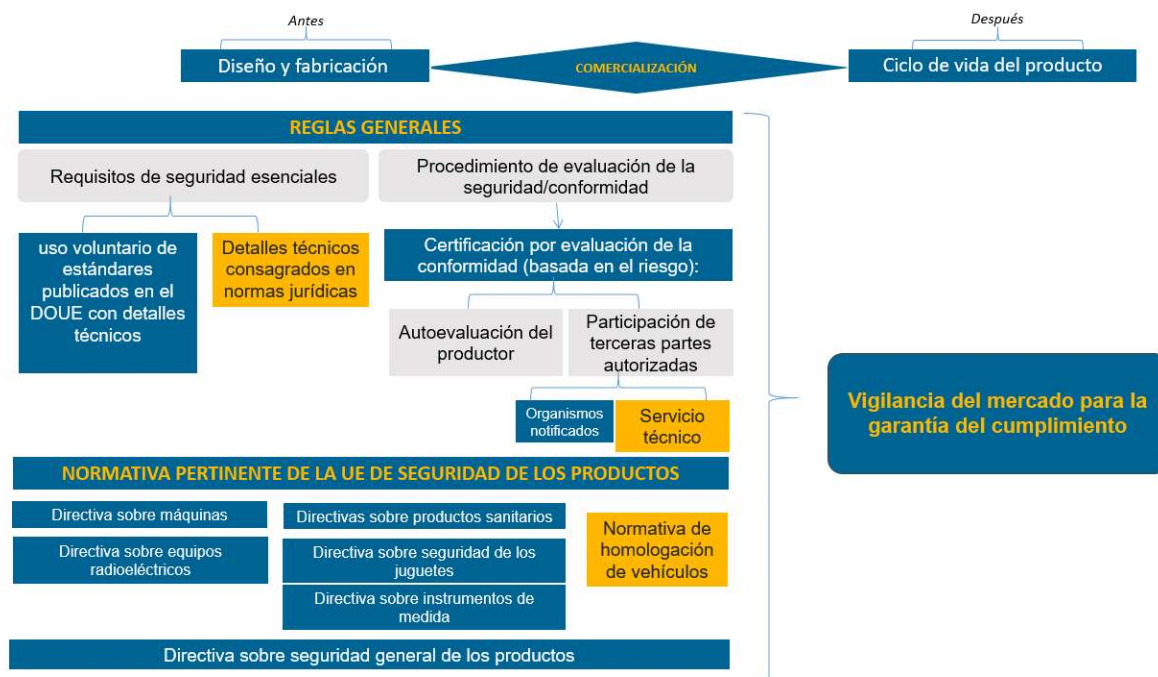 Antes
Después
Diseño y fabricación
COMERCIALIZACIÓN
Ciclo de vida del producto
REGLAS GENERALES
Requisitos de seguridad esenciales
Procedimiento de evaluación de la
seguridad/conformidad
uso voluntario de
estándares
publicados en el
DOUE con detalles
técnicos
Detalles técnicos
consagrados en
normas jurídicas
Certificación por evaluación de la
conformidad (basada en el riesgo):
Autoevaluación del
productor
Participación de
terceras partes
autorizadas
Organismos
notificados
Servicio
técnico
Vigilancia del mercado para la
garantía del cumplimiento
NORMATIVA PERTINENTE DE LA UE DE SEGURIDAD DE LOS PRODUCTOS
Directiva sobre máquinas
Directivas sobre productos sanitarios
Normativa de
homologación
de vehículos
Directiva sobre equipos
radioeléctricos
Directiva sobre seguridad de los
juguetes
Directiva sobre instrumentos de
medida
Directiva sobre seguridad general de los productos